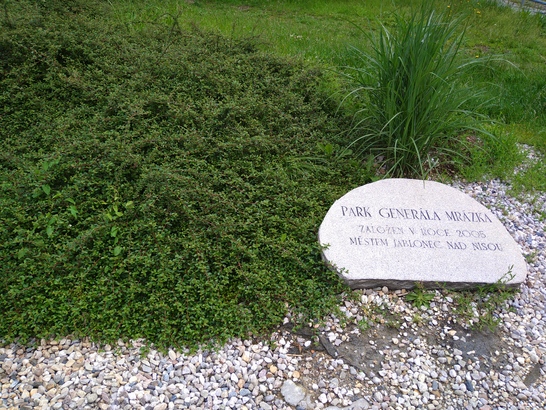 PARK GENERÁLA MRÁZKA
ZALOŽEN V ROCE 2005
MĚSTEM JABLONEC NAD NISOU